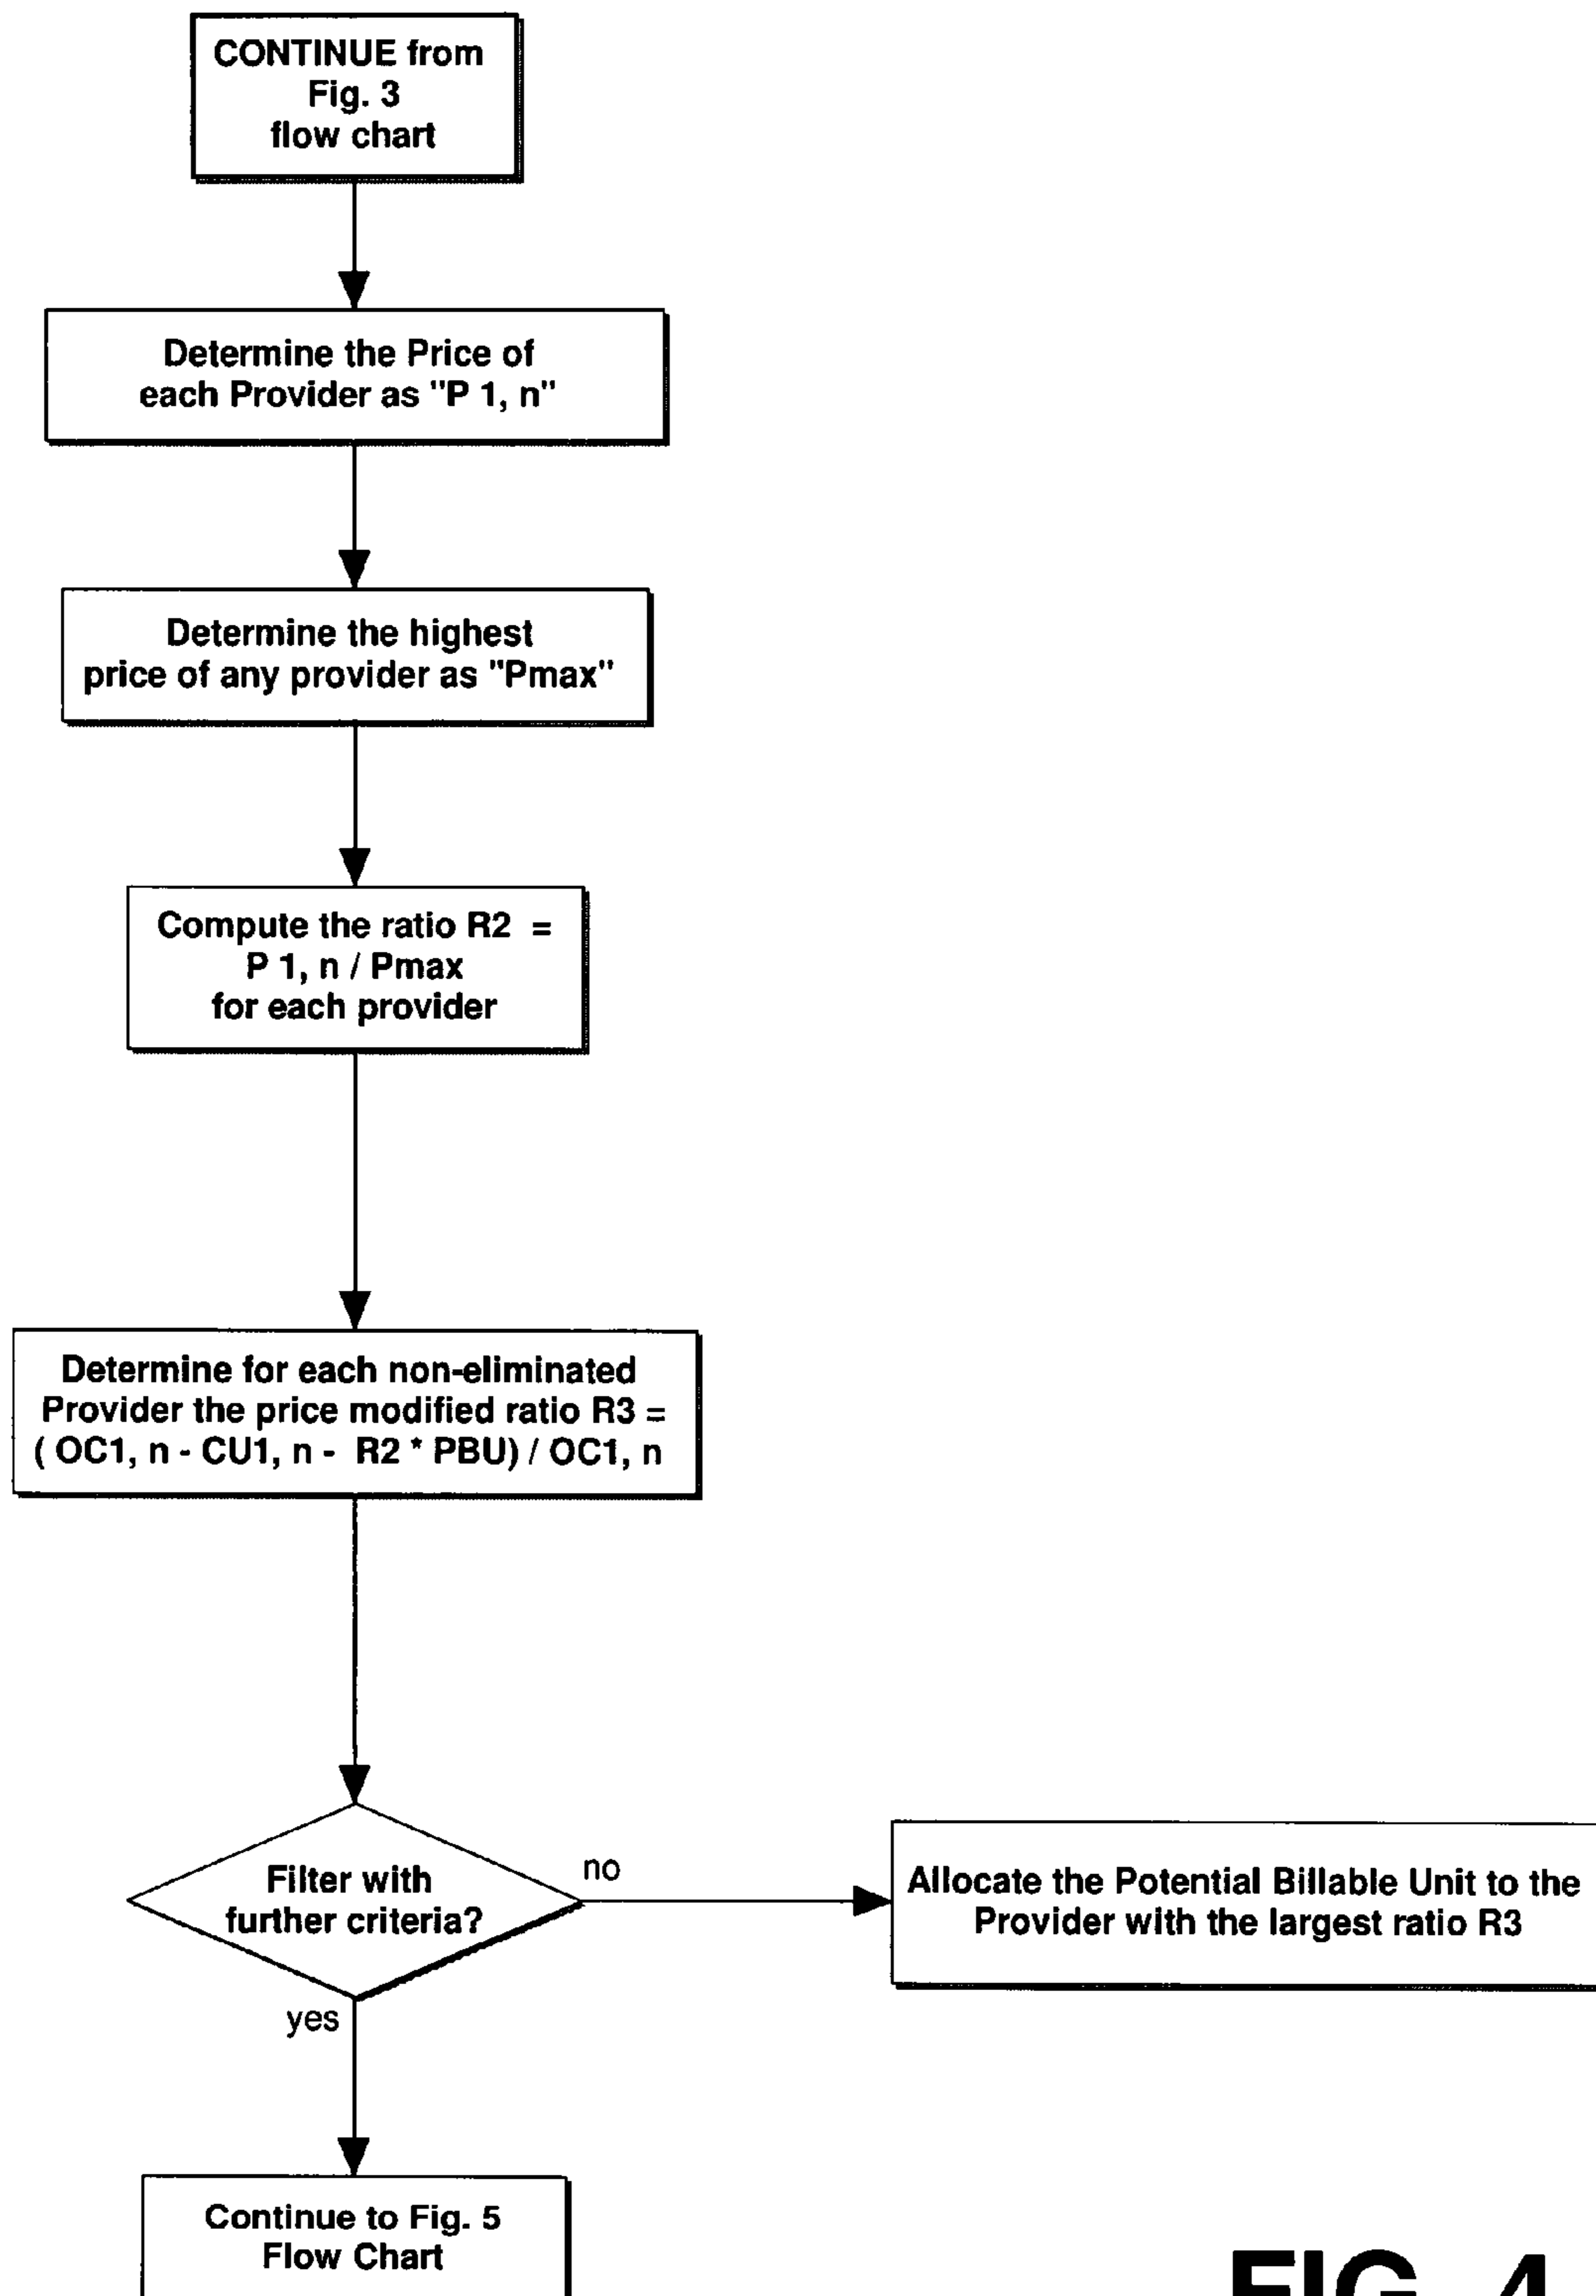 CONTINUE from
Fig. 3
flow chart
Determine the Price of
each Provider as "P 1, n"
Determine the highest
price of any provider as "Pmax"
Compute the ratio R2 =
P 1, n / Pmax
for each provider
Determine for each non-eliminated
Provider the price modified ratio R3 =
( OC1, n - CU1, n - R2 * PBU) / OC1, n
Filter with
further criteria?
no
Allocate the Potential Billable Unit to the
Provider with the largest ratio R3
yes
Continue to Fig. 5
Flow Chart
FIG. 4